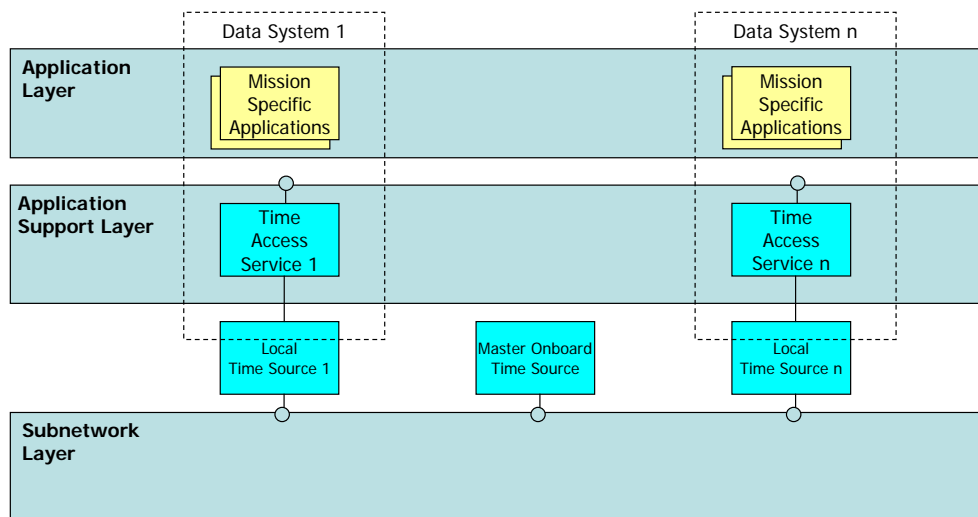 Data System 1
Data System n
Application
Layer
Mission
Specific
Applications
Mission
Specific
Applications
Application
Support Layer
Time
Access
Service 1
Time
Access
Service n
Local
Time Source 1
Master Onboard
Time Source
Local
Time Source n
Subnetwork
Layer